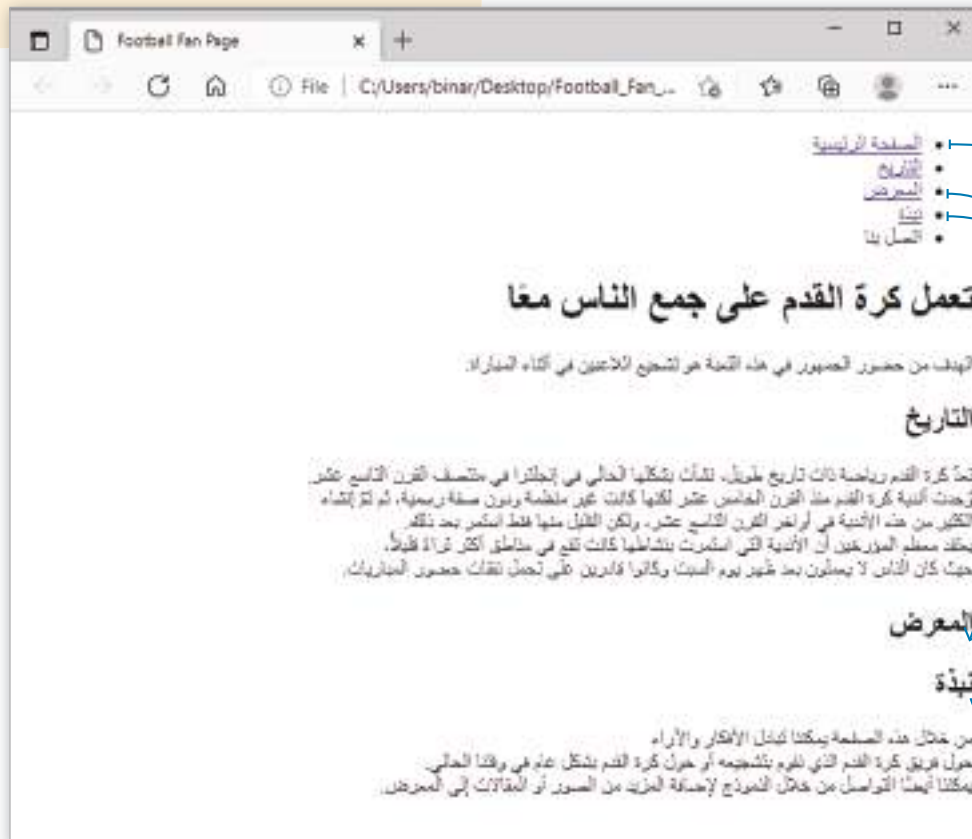 Football Fan Page
File | C:/Users/binar/Desktop/Football_Fan_...
الصفحة الرئيسية
التاريخ
المعرض
نبذة
اتصل بنا
تعمل كرة القدم على جمع الناس معًا
الهدف من حضور الجمهور في هذه اللعبة هو تشجيع اللاعبين في أثناء المباراة.
التاريخ
تعدّ كرة القدم رياضة ذات تاريخ طويل، نشأت بشكلها الحالي في إنجلترا في منتصف القرن التاسع عشر.
وجدت أندية كرة القدم منذ القرن الخامس عشر لكنها كانت غير منظمة وبدون صفة رسمية، ثم تمّ إنشاء
الكثير من هذه الأندية في أواخر القرن التاسع عشر، ولكن القليل منها فقط استمر بعد ذلك.
يعتقد معظم المؤرخين أن الأندية التي استمرت بنشاطها كانت تقع في مناطق أكثر ثراءً قليلاً،
حيث كان الناس لا يعملون بعد ظهر يوم السبت وكانوا قادرين على تحمل نفقات حضور المباريات.
المعرض
نبذة
من خلال هذه الصفحة يمكننا تبادل الأفكار والآراء
حول فريق كرة القدم الذي نقوم بتشجيعه أو حول كرة القدم بشكل عام في وقتنا الحالي.
يمكننا أيضًا التواصل من خلال النموذج لإضافة المزيد من الصور أو المقالات إلى المعرض.